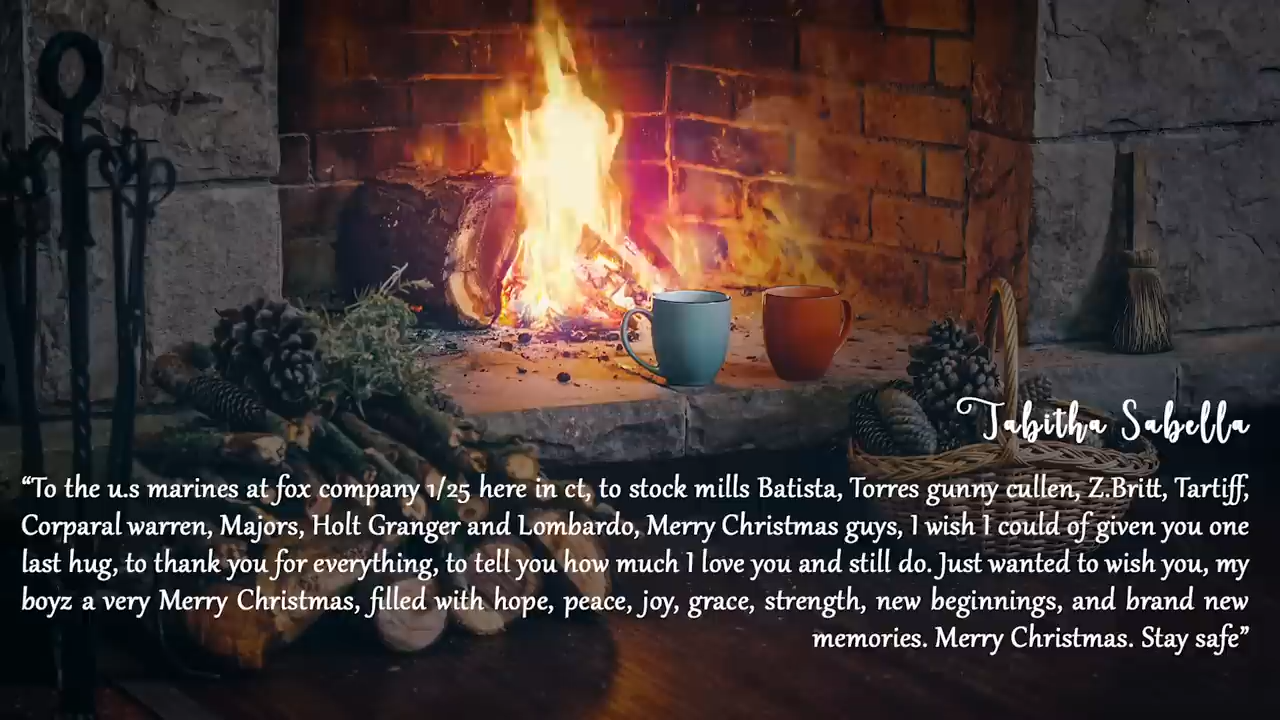 Tabitha Sabella
“To the u.s marines at fox company 1/25 here in ct, to stock mills Batista, Torres gunny cullen, Z.Britt, Tartiff,
Corparal warren, Majors, Holt Granger and Lombardo, Merry Christmas guys, I wish I could of given you one
last hug, to thank you for everything, to tell you how much I love you and still do. Just wanted to wish you, my
boyz a very Merry Christmas, filled with hope, peace, joy, grace, strength, new beginnings, and brand new
memories. Merry Christmas. Stay safe”